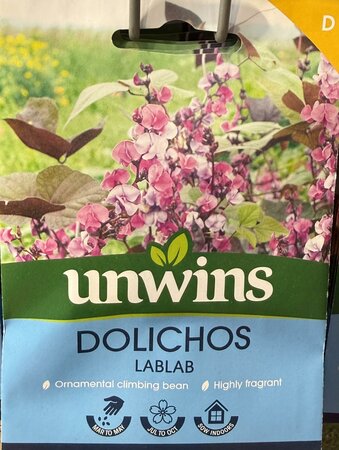 D
unwins
DOLICHOS
LABLAB
Ornamental climbing bean Highly fragrant
MAR TO MAY JUL TO OCT SOW INDOORS